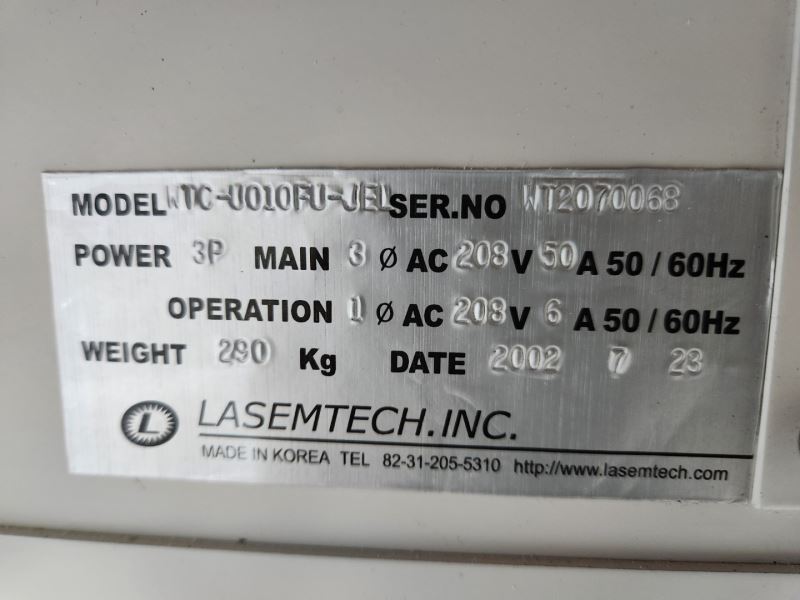 MODEL WTC-U010FU-JEL SER.NO WT2070068
POWER 3P MAIN 3 Ø AC 208 V 50 A 50 / 60Hz
OPERATION 1 Ø AC 208 V 6 A 50 / 60Hz
WEIGHT 290 Kg DATE 2002 7 23
L LASEMTECH.INC.
MADE IN KOREA TEL 82-31-205-5310 http://www.lasemtech.com